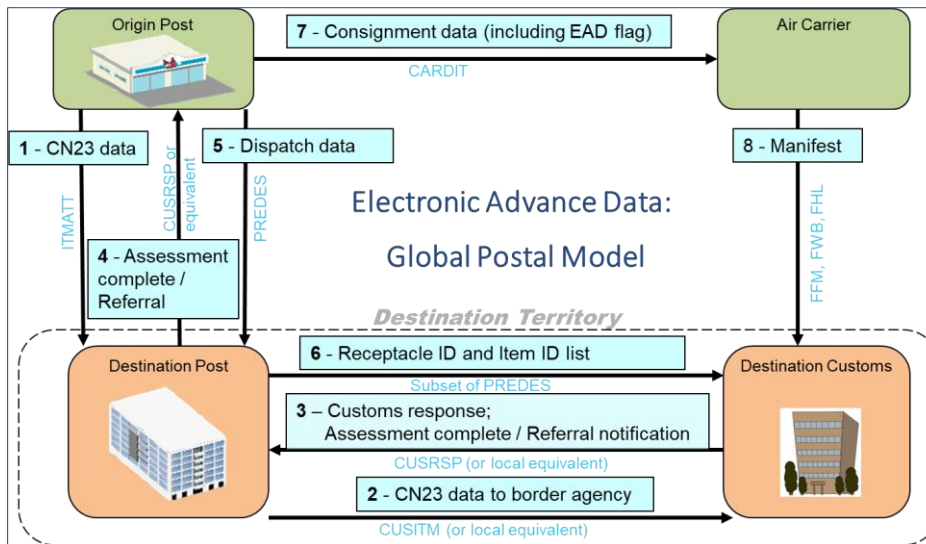 Origin Post
7 - Consignment data (including EAD flag)
CARDIT
Air Carrier
1 - CN23 data
ITMATT
CUSRSP or
equivalent
5 - Dispatch data
PREDES
8 - Manifest
FFM, FWB, FHL
Electronic Advance Data:
Global Postal Model
4 - Assessment
complete /
Referral
Destination Territory
Destination Post
6 - Receptacle ID and Item ID list
Subset of PREDES
Destination Customs
3 – Customs response;
Assessment complete / Referral notification
CUSRSP (or local equivalent)
2 - CN23 data to border agency
CUSITM (or local equivalent)